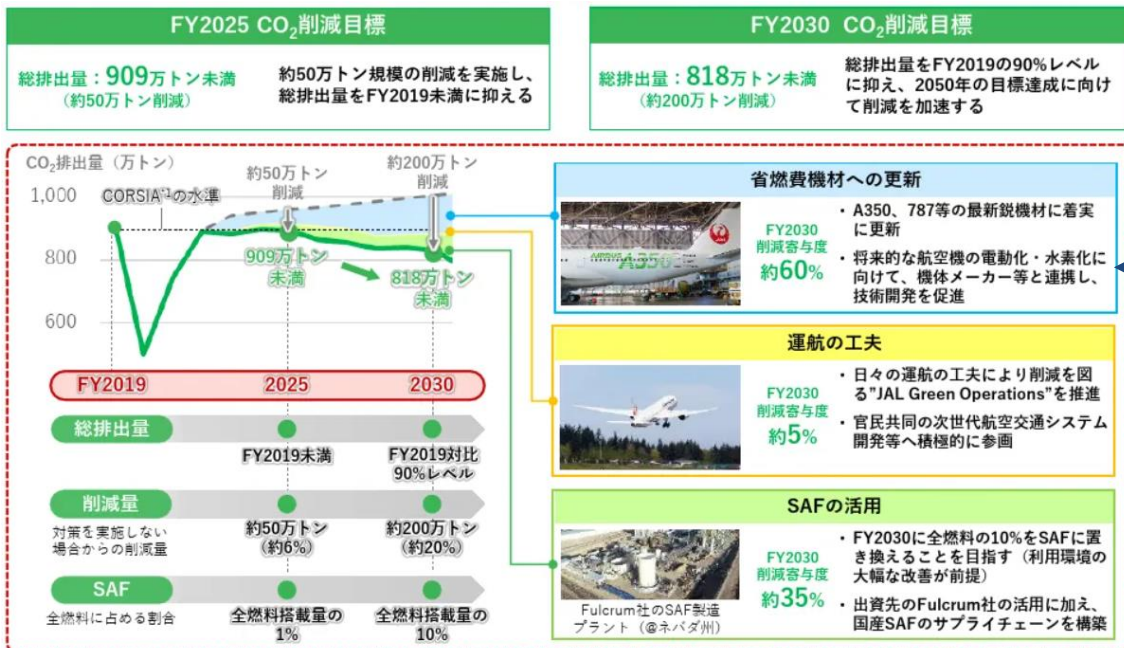 FY2025 CO₂削減目標
総排出量：909万トン未満
（約50万トン削減）
約50万トン規模の削減を実施し、
総排出量をFY2019未満に抑える
FY2030 CO₂削減目標
総排出量：818万トン未満
（約200万トン削減）
総排出量をFY2019の90%レベル
に抑え、2050年の目標達成に向け
て削減を加速する
CO₂排出量（万トン）
1,000
800
600
CORSIA*¹の水準
約50万トン
削減
約200万トン
削減
909万トン
未満
818万トン
未満
FY2019
2025
2030
総排出量
FY2019未満
FY2019対比
90%レベル
削減量
対策を実施しない
場合からの削減量
約50万トン
（約6%）
約200万トン
（約20%）
SAF
全燃料に占める割合
全燃料搭載量の
1%
全燃料搭載量の
10%
省燃費機材への更新
AIRBUS A350
FY2030
削減寄与度
約60%
• A350、787等の最新鋭機材に着実
に更新
• 将来的な航空機の電動化・水素化に
向けて、機体メーカー等と連携し、
技術開発を促進
運航の工夫
FY2030
削減寄与度
約5%
• 日々の運航の工夫により削減を図
る”JAL Green Operations”を推進
• 官民共同の次世代航空交通システム
開発等へ積極的に参画
SAFの活用
Fulcrum社のSAF製造
プラント（@ネバダ州）
FY2030
削減寄与度
約35%
• FY2030に全燃料の10%をSAFに置
き換えることを目指す（利用環境の
大幅な改善が前提）
• 出資先のFulcrum社の活用に加え、
国産SAFのサプライチェーンを構築